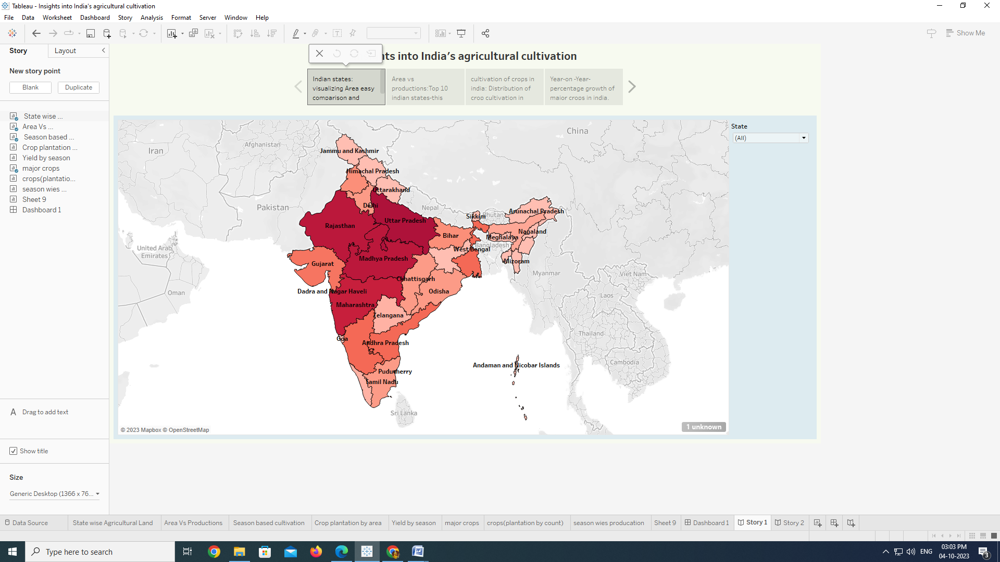 Tableau - Insights into India's agricultural cultivation
File Data Worksheet Dashboard Story Analysis Format Server Window Help
Show Me
Story Layout
New story point
Blank Duplicate
State wise ...
Area Vs ...
Season based ...
Crop plantation ...
Yield by season
major crops
crops(plantatio...
season wies ...
Sheet 9
Dashboard 1
A Drag to add text
Show title
Size
Generic Desktop (1366 x 76...
nts into India's agricultural cultivation
Indian states:
visualizing Area easy
comparison and
Area vs
productions:Top 10
indian states-this
cultivation of crops in
india: Distribution of
crop cultivation in
Year-on -Year-
percentage growth of
major crops in india.
State
(All)
China
Afghanistan
Iran
Jammu and Kashmir
Himachal Pradesh
Uttarakhand
Delhi
Pakistan
Nepal
Sikkim
Bhutan
Arunachal Pradesh
Rajasthan
Uttar Pradesh
Bihar
Nagaland
Meghalaya
Bangladesh
West Bengal
United Arab
Emirates
Madhya Pradesh
Mizoram
Gujarat
Myanmar
Viet Nam
Chhattisgarh
Oman
Dadra and Nagar Haveli
Odisha
Laos
Maharashtra
Telangana
Thailand
Goa
Andhra Pradesh
Cambodia
Andaman and Nicobar Islands
Puducherry
Tamil Nadu
Sri Lanka
© 2023 Mapbox © OpenStreetMap
1 unknown
Data Source State wise Agricultural Land Area Vs Productions Season based cultivation Crop plantation by area Yield by season major crops crops(plantation by count) season wies producation Sheet 9 Dashboard 1 Story 1 Story 2
Type here to search
ENG
03:03 PM
04-10-2023
3